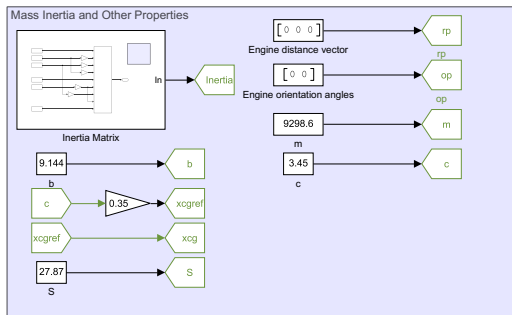 Mass Inertia and Other Properties
In
Inertia
Inertia Matrix
[0 0 0]
rp
Engine distance vector
rp
[0 0]
op
Engine orientation angles
op
9298.6
m
m
9.144
b
b
3.45
c
c
c
0.35
xcgref
xcgref
xcg
27.87
S
S